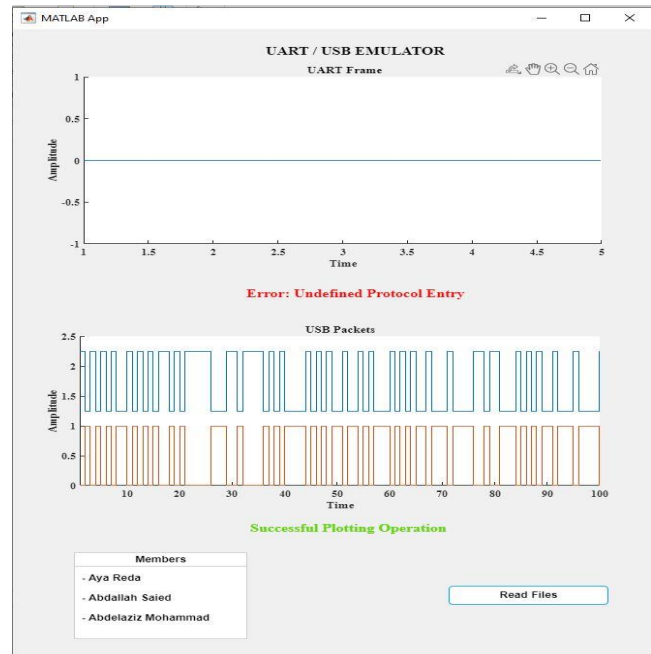 MATLAB App
UART / USB EMULATOR
UART Frame
1
0.5
0
-0.5
-1
Amplitude
1 1.5 2 2.5 3 3.5 4 4.5 5
Time
Error: Undefined Protocol Entry
USB Packets
2.5
2
1.5
1
0.5
0
Amplitude
10 20 30 40 50 60 70 80 90 100
Time
Successful Plotting Operation
Members
- Aya Reda
- Abdallah Saied
- Abdelaziz Mohammad
Read Files